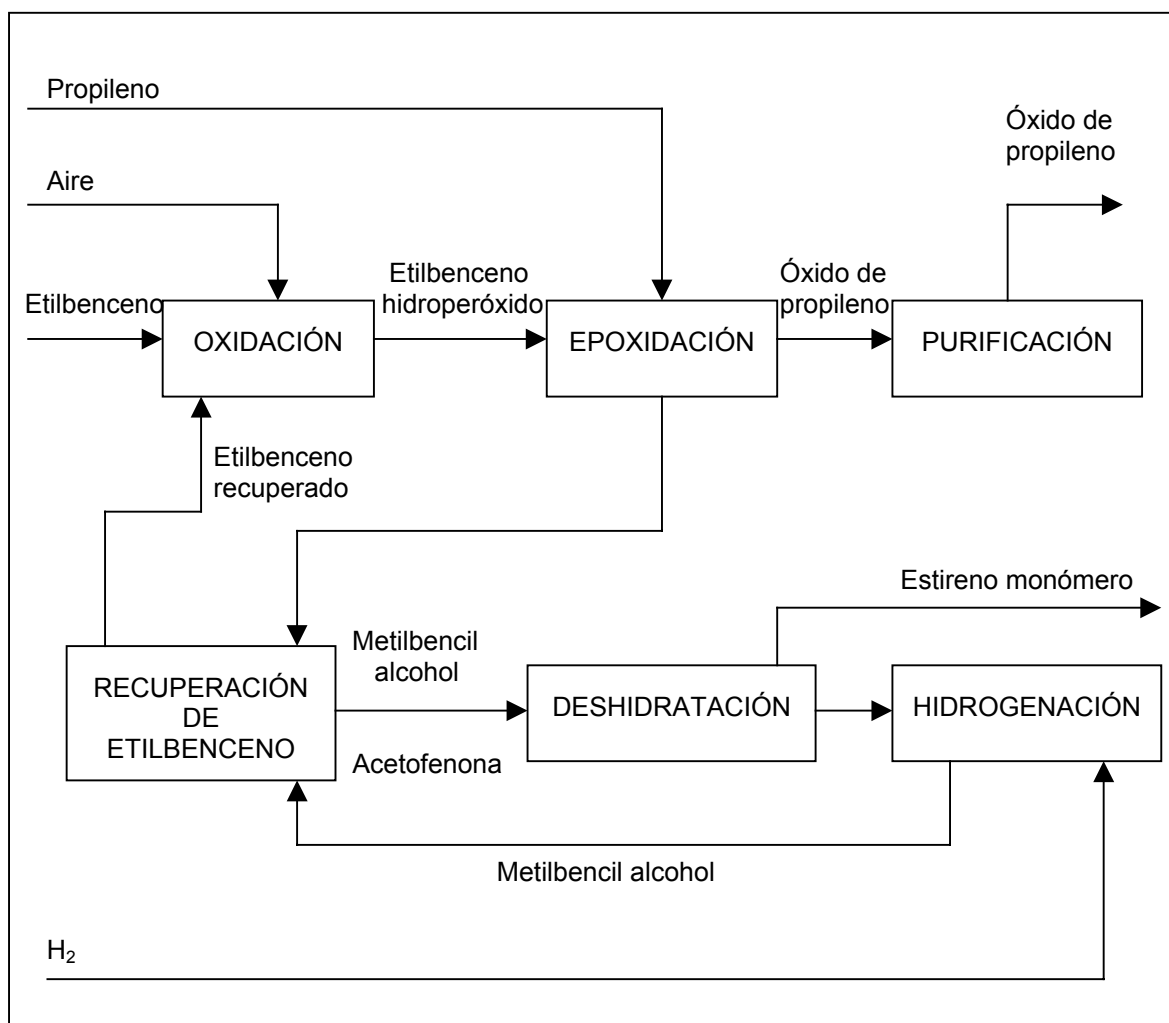 Propileno
Óxido de
propileno
Aire
Etilbenceno
Etilbenceno
hidroperóxido
Óxido de
propileno
OXIDACIÓN
EPOXIDACIÓN
PURIFICACIÓN
Etilbenceno
recuperado
Estireno monómero
Metilbencil
alcohol
RECUPERACIÓN
DE
ETILBENCENO
DESHIDRATACIÓN
HIDROGENACIÓN
Acetofenona
Metilbencil alcohol
H₂